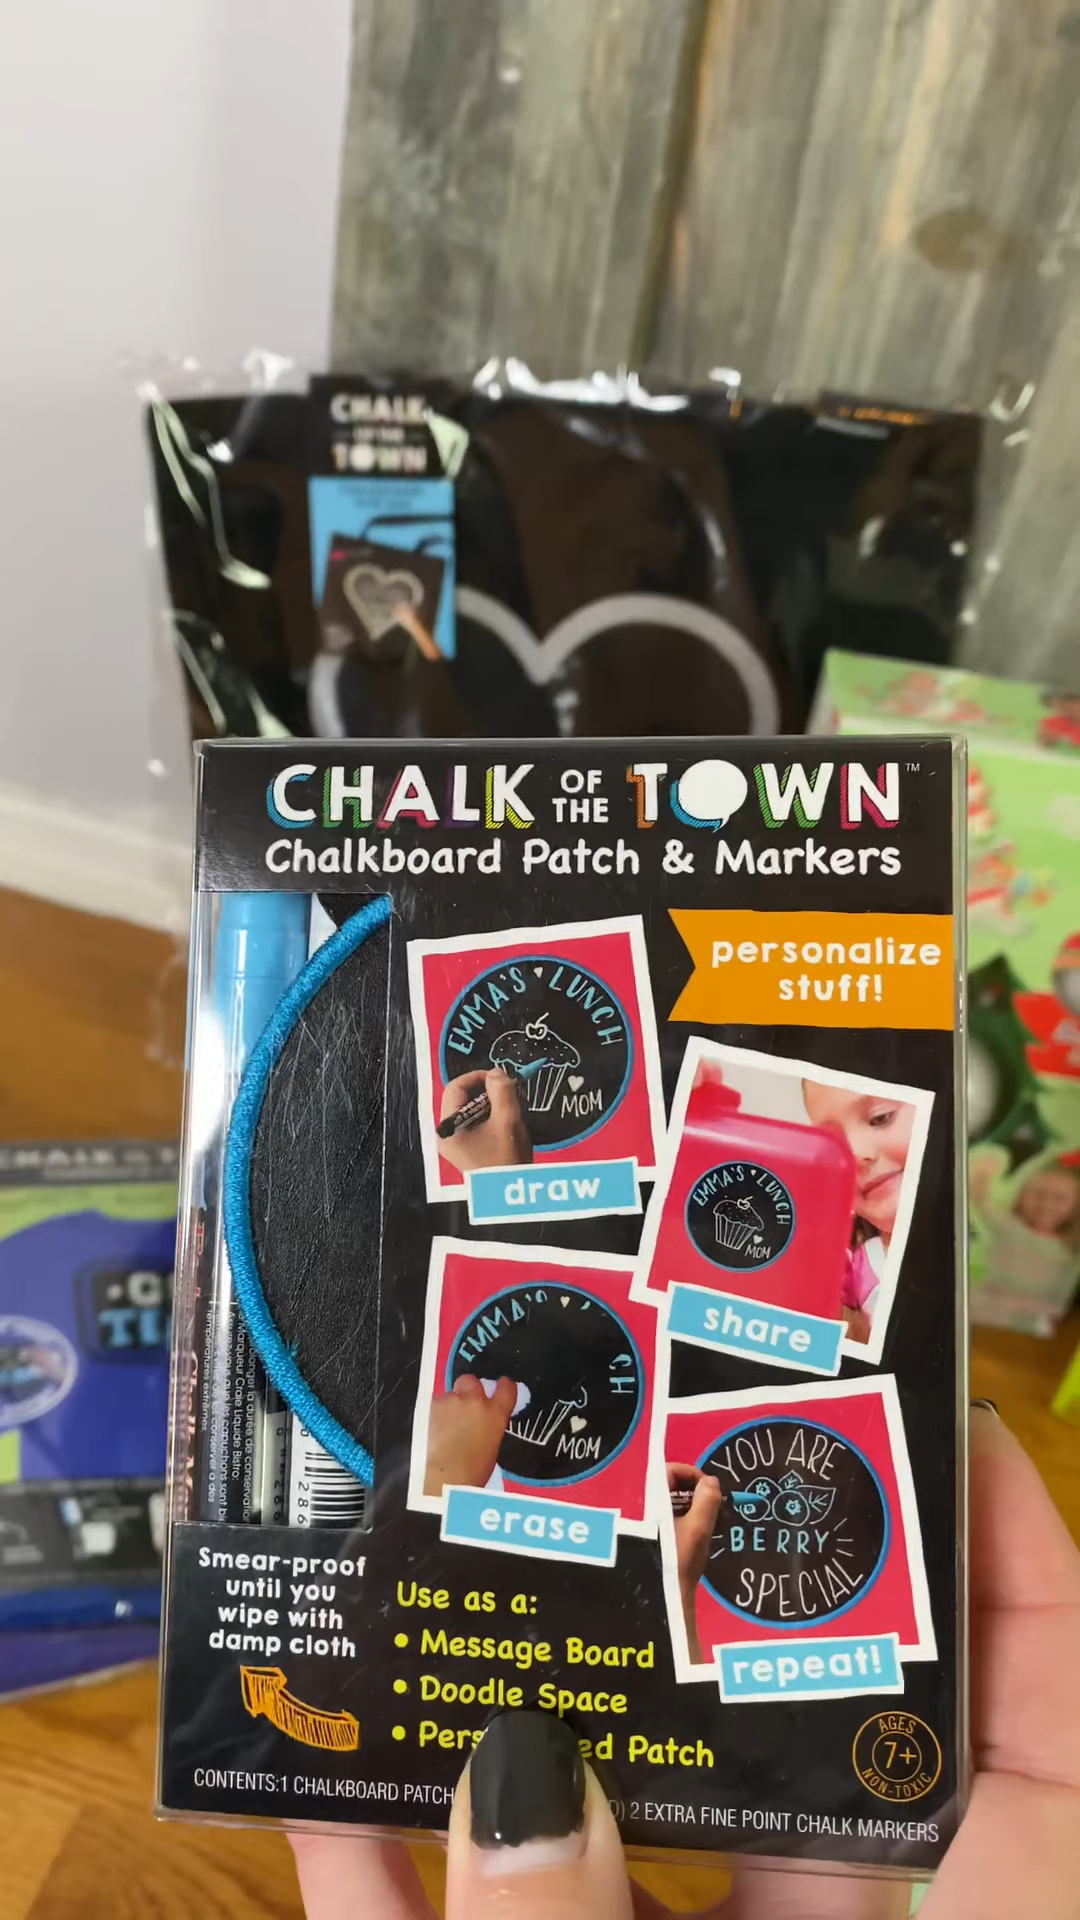 CHALK
OF THE
TOWN
CHALK OF THE TOWN™
Chalkboard Patch & Markers
personalize
stuff!
EMMA'S LUNCH
MOM
draw
EMMA'S LUNCH
MOM
share
EMMA'S
CH
MOM
erase
YOU ARE
BERRY
SPECIAL
repeat!
Smear-proof
until you
wipe with
damp cloth
Use as a:
• Message Board
• Doodle Space
• Pers ed Patch
AGES
7+
NON-TOXIC
CONTENTS:1 CHALKBOARD PATCH D) 2 EXTRA FINE POINT CHALK MARKERS